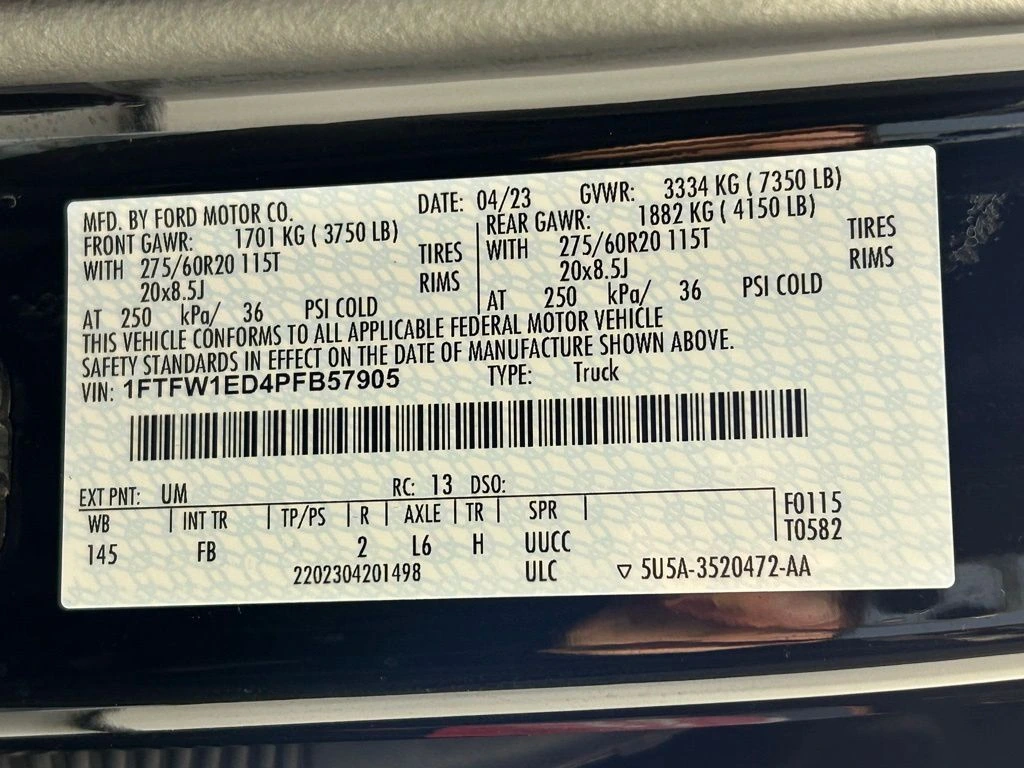 MFD. BY FORD MOTOR CO. DATE: 04/23 GVWR: 3334 KG ( 7350 LB)
FRONT GAWR: 1701 KG ( 3750 LB) REAR GAWR: 1882 KG ( 4150 LB)
WITH 275/60R20 115T TIRES WITH 275/60R20 115T TIRES
20x8.5J RIMS 20x8.5J RIMS
AT 250 kPa/ 36 PSI COLD AT 250 kPa/ 36 PSI COLD
THIS VEHICLE CONFORMS TO ALL APPLICABLE FEDERAL MOTOR VEHICLE
SAFETY STANDARDS IN EFFECT ON THE DATE OF MANUFACTURE SHOWN ABOVE.
VIN: 1FTFW1ED4PFB57905 TYPE: Truck
EXT PNT: UM RC: 13 DSO:
WB INT TR TP/PS R AXLE TR SPR F0115
145 FB 2 L6 H UUCC T0582
2202304201498 ULC ▽ 5U5A-3520472-AA